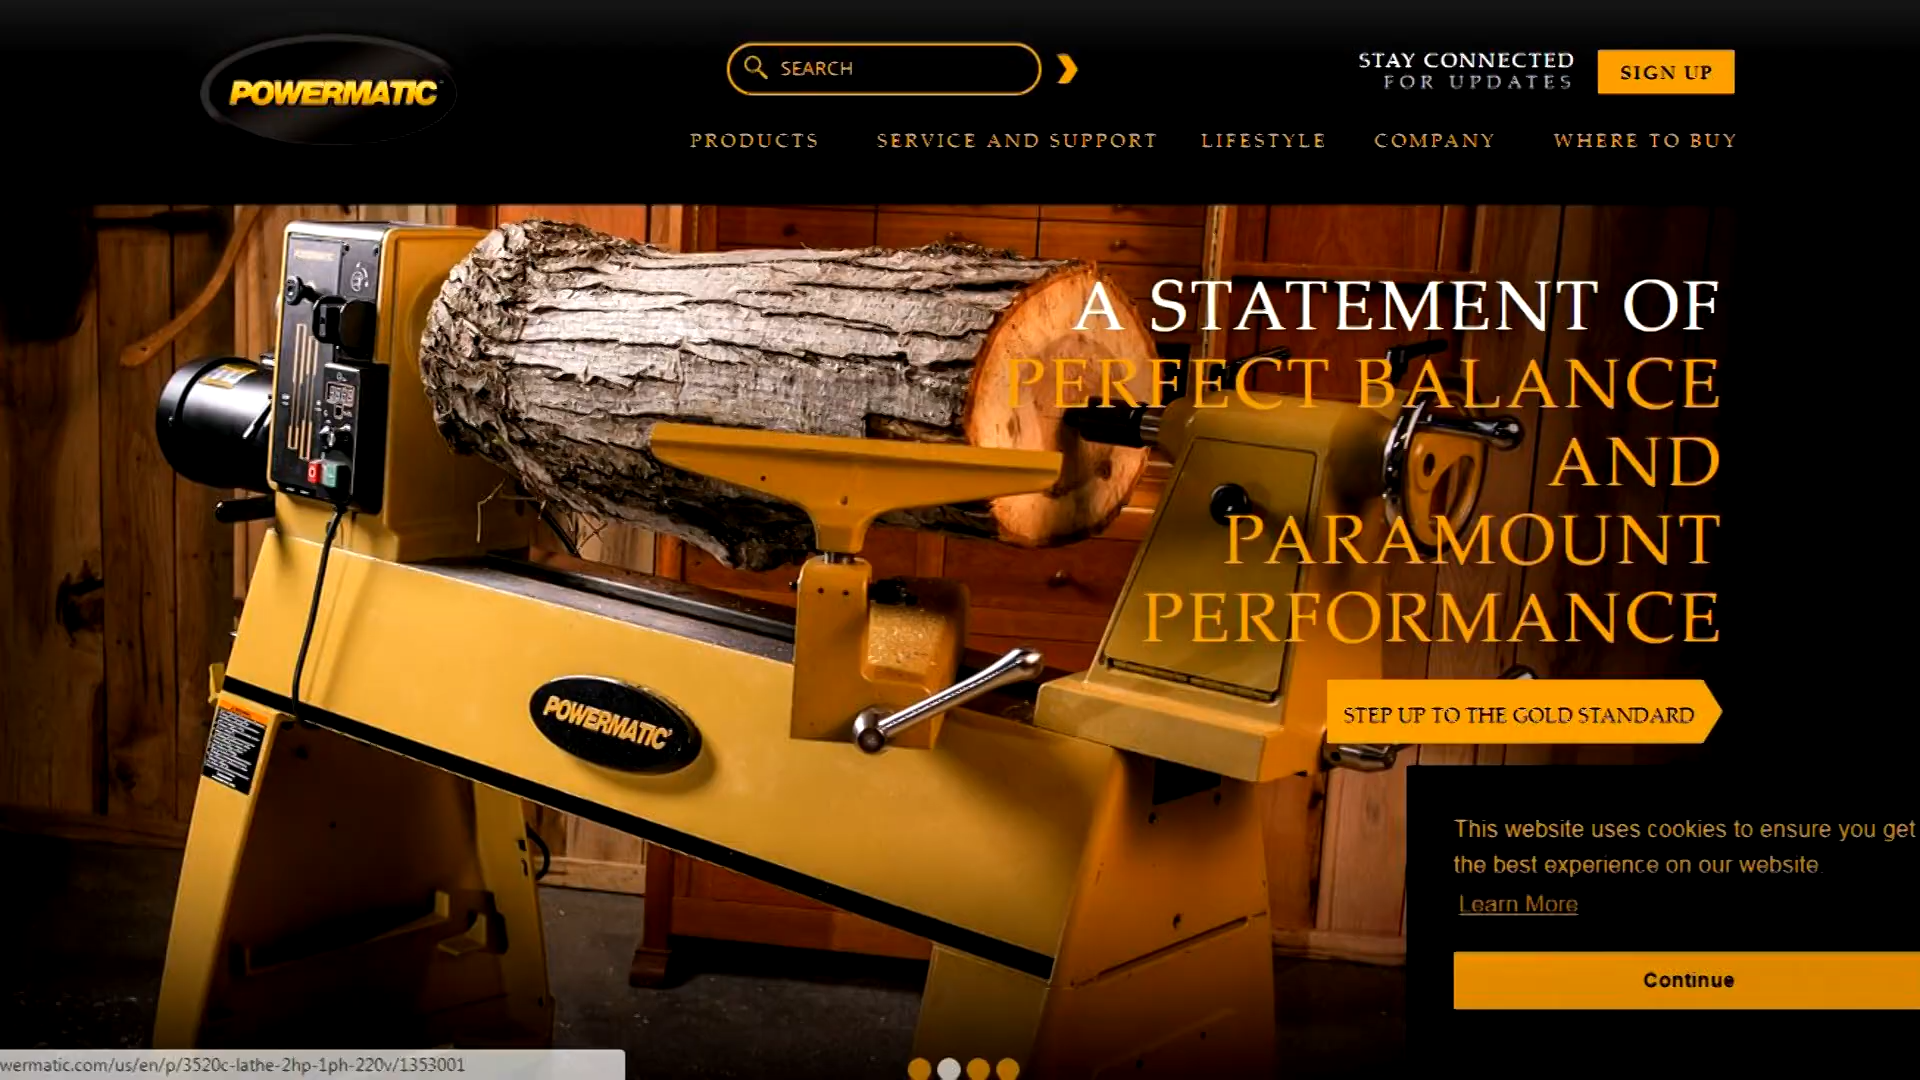 POWERMATIC
SEARCH
STAY CONNECTED
FOR UPDATES
SIGN UP
PRODUCTS SERVICE AND SUPPORT LIFESTYLE COMPANY WHERE TO BUY
A STATEMENT OF
PERFECT BALANCE
AND
PARAMOUNT
PERFORMANCE
POWERMATIC
STEP UP TO THE GOLD STANDARD
This website uses cookies to ensure you get
the best experience on our website.
Learn More
Continue
wermatic.com/us/en/p/3520c-lathe-2hp-1ph-220v/1353001